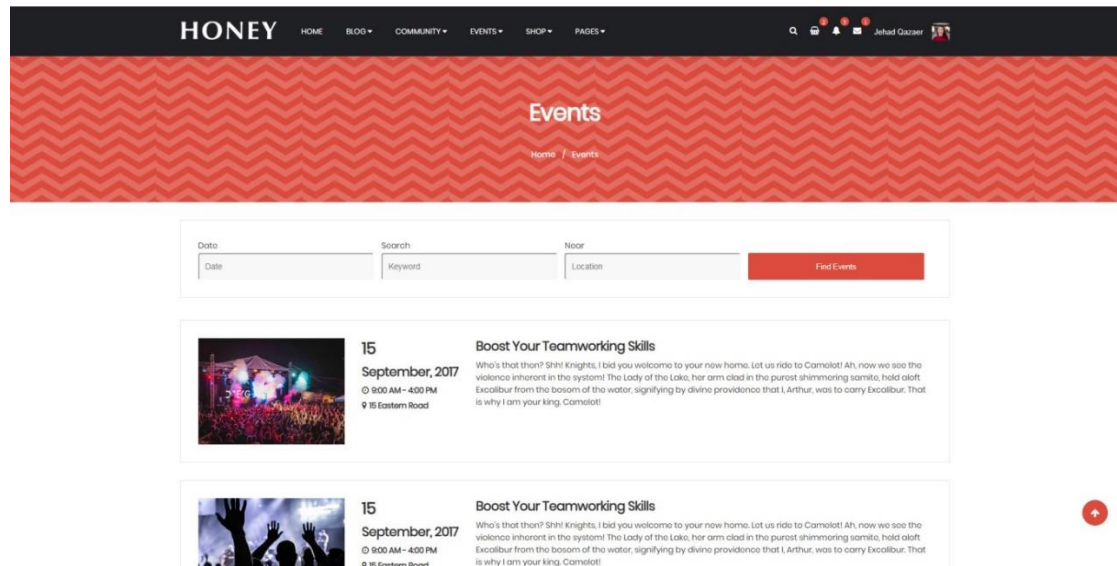 HONEY HOME BLOG COMMUNITY EVENTS SHOP PAGES Jehad Qazaer
Events
Home / Events
Date Search Near
Date Keyword Location Find Events
15
September, 2017
9:00 AM - 4:00 PM
15 Eastern Road
Boost Your Teamworking Skills
Who's that then? Shh! Knights, I bid you welcome to your new home. Let us ride to Camelot! Ah, now we see the
violence inherent in the system! The Lady of the Lake, her arm clad in the purest shimmering samite, held aloft
Excalibur from the bosom of the water, signifying by divine providence that I, Arthur, was to carry Excalibur. That
is why I am your king. Camelot!
15
September, 2017
9:00 AM - 4:00 PM
15 Eastern Road
Boost Your Teamworking Skills
Who's that then? Shh! Knights, I bid you welcome to your new home. Let us ride to Camelot! Ah, now we see the
violence inherent in the system! The Lady of the Lake, her arm clad in the purest shimmering samite, held aloft
Excalibur from the bosom of the water, signifying by divine providence that I, Arthur, was to carry Excalibur. That
is why I am your king. Camelot!